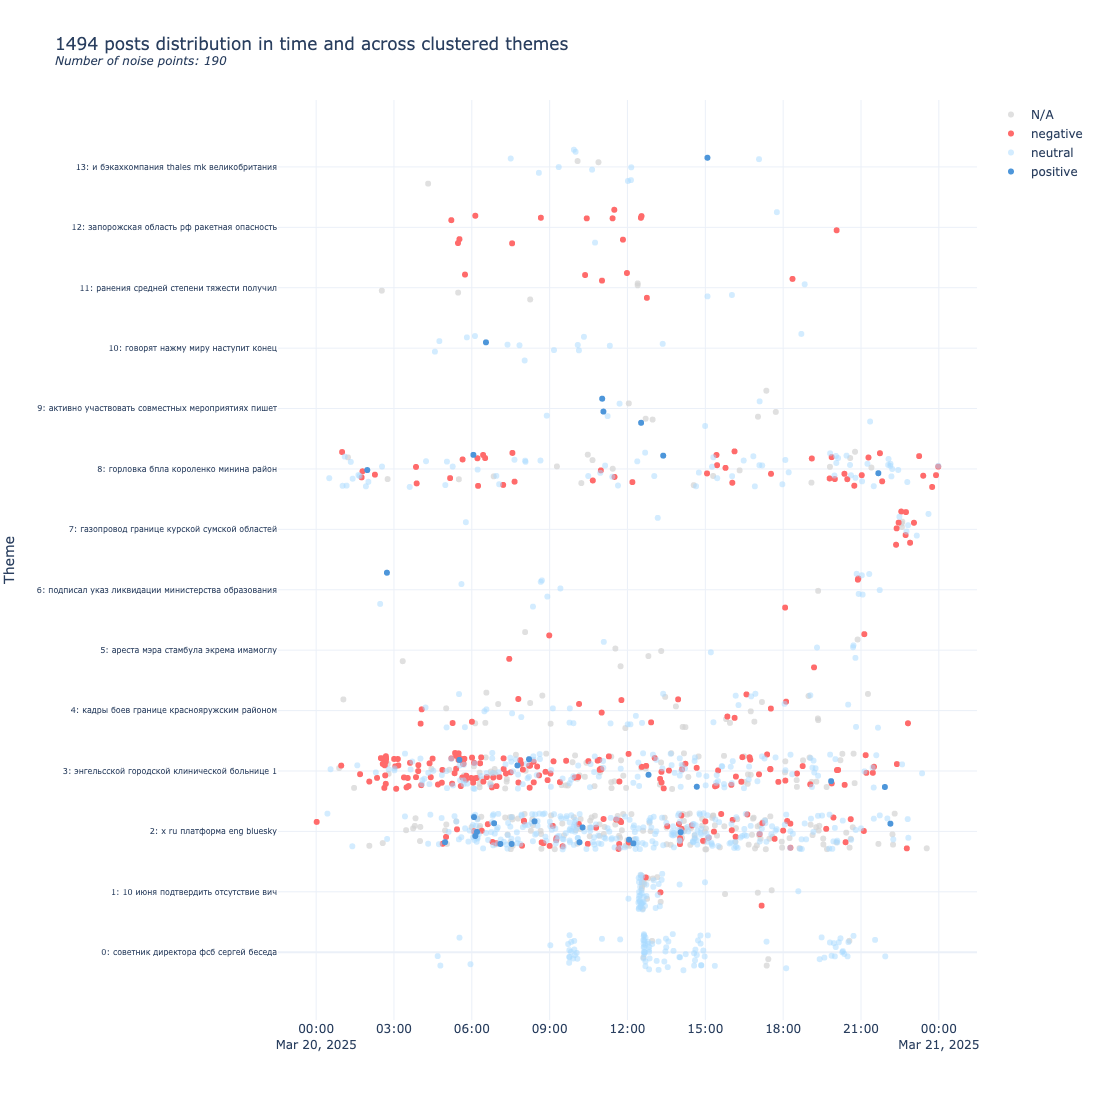 1494 posts distribution in time and across clustered themes
Number of noise points: 190
N/A
negative
neutral
positive
13: и бэкахкомпания thales mk великобритания
12: запорожская область рф ракетная опасность
11: ранения средней степени тяжести получил
10: говорят нажму миру наступит конец
9: активно участвовать совместных мероприятиях пишет
8: горловка бпла короленко минина район
7: газопровод границе курской сумской областей
6: подписал указ ликвидации министерства образования
5: ареста мэра стамбула экрема имамоглу
4: кадры боев границе краснояружским районом
3: энгельсской городской клинической больнице 1
2: x ru платформа eng bluesky
1: 10 июня подтвердить отсутствие вич
0: советник директора фсб сергей беседа
Theme
00:00 03:00 06:00 09:00 12:00 15:00 18:00 21:00 00:00
Mar 20, 2025 Mar 21, 2025